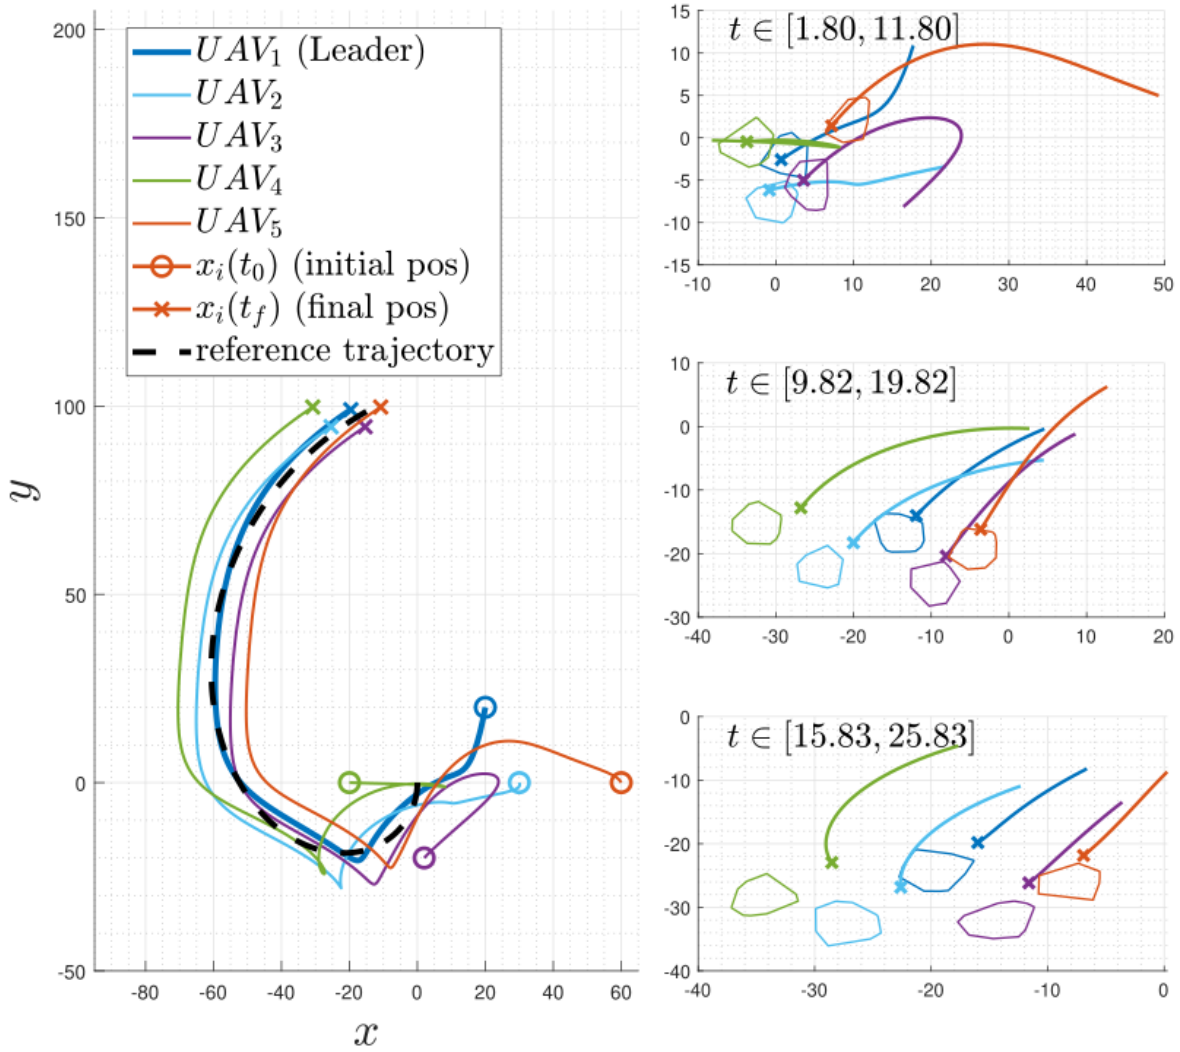 200
150
100
50
0
-50
-80 -60 -40 -20 0 20 40 60
x
y
UAV₁ (Leader)
UAV₂
UAV₃
UAV₄
UAV₅
xᵢ(t₀) (initial pos)
xᵢ(t_f) (final pos)
reference trajectory
t ∈ [1.80, 11.80]
15
10
5
0
-5
-10
-15
-10 0 10 20 30 40 50
t ∈ [9.82, 19.82]
10
0
-10
-20
-30
-40 -30 -20 -10 0 10 20
t ∈ [15.83, 25.83]
0
-10
-20
-30
-40
-40 -30 -20 -10 0